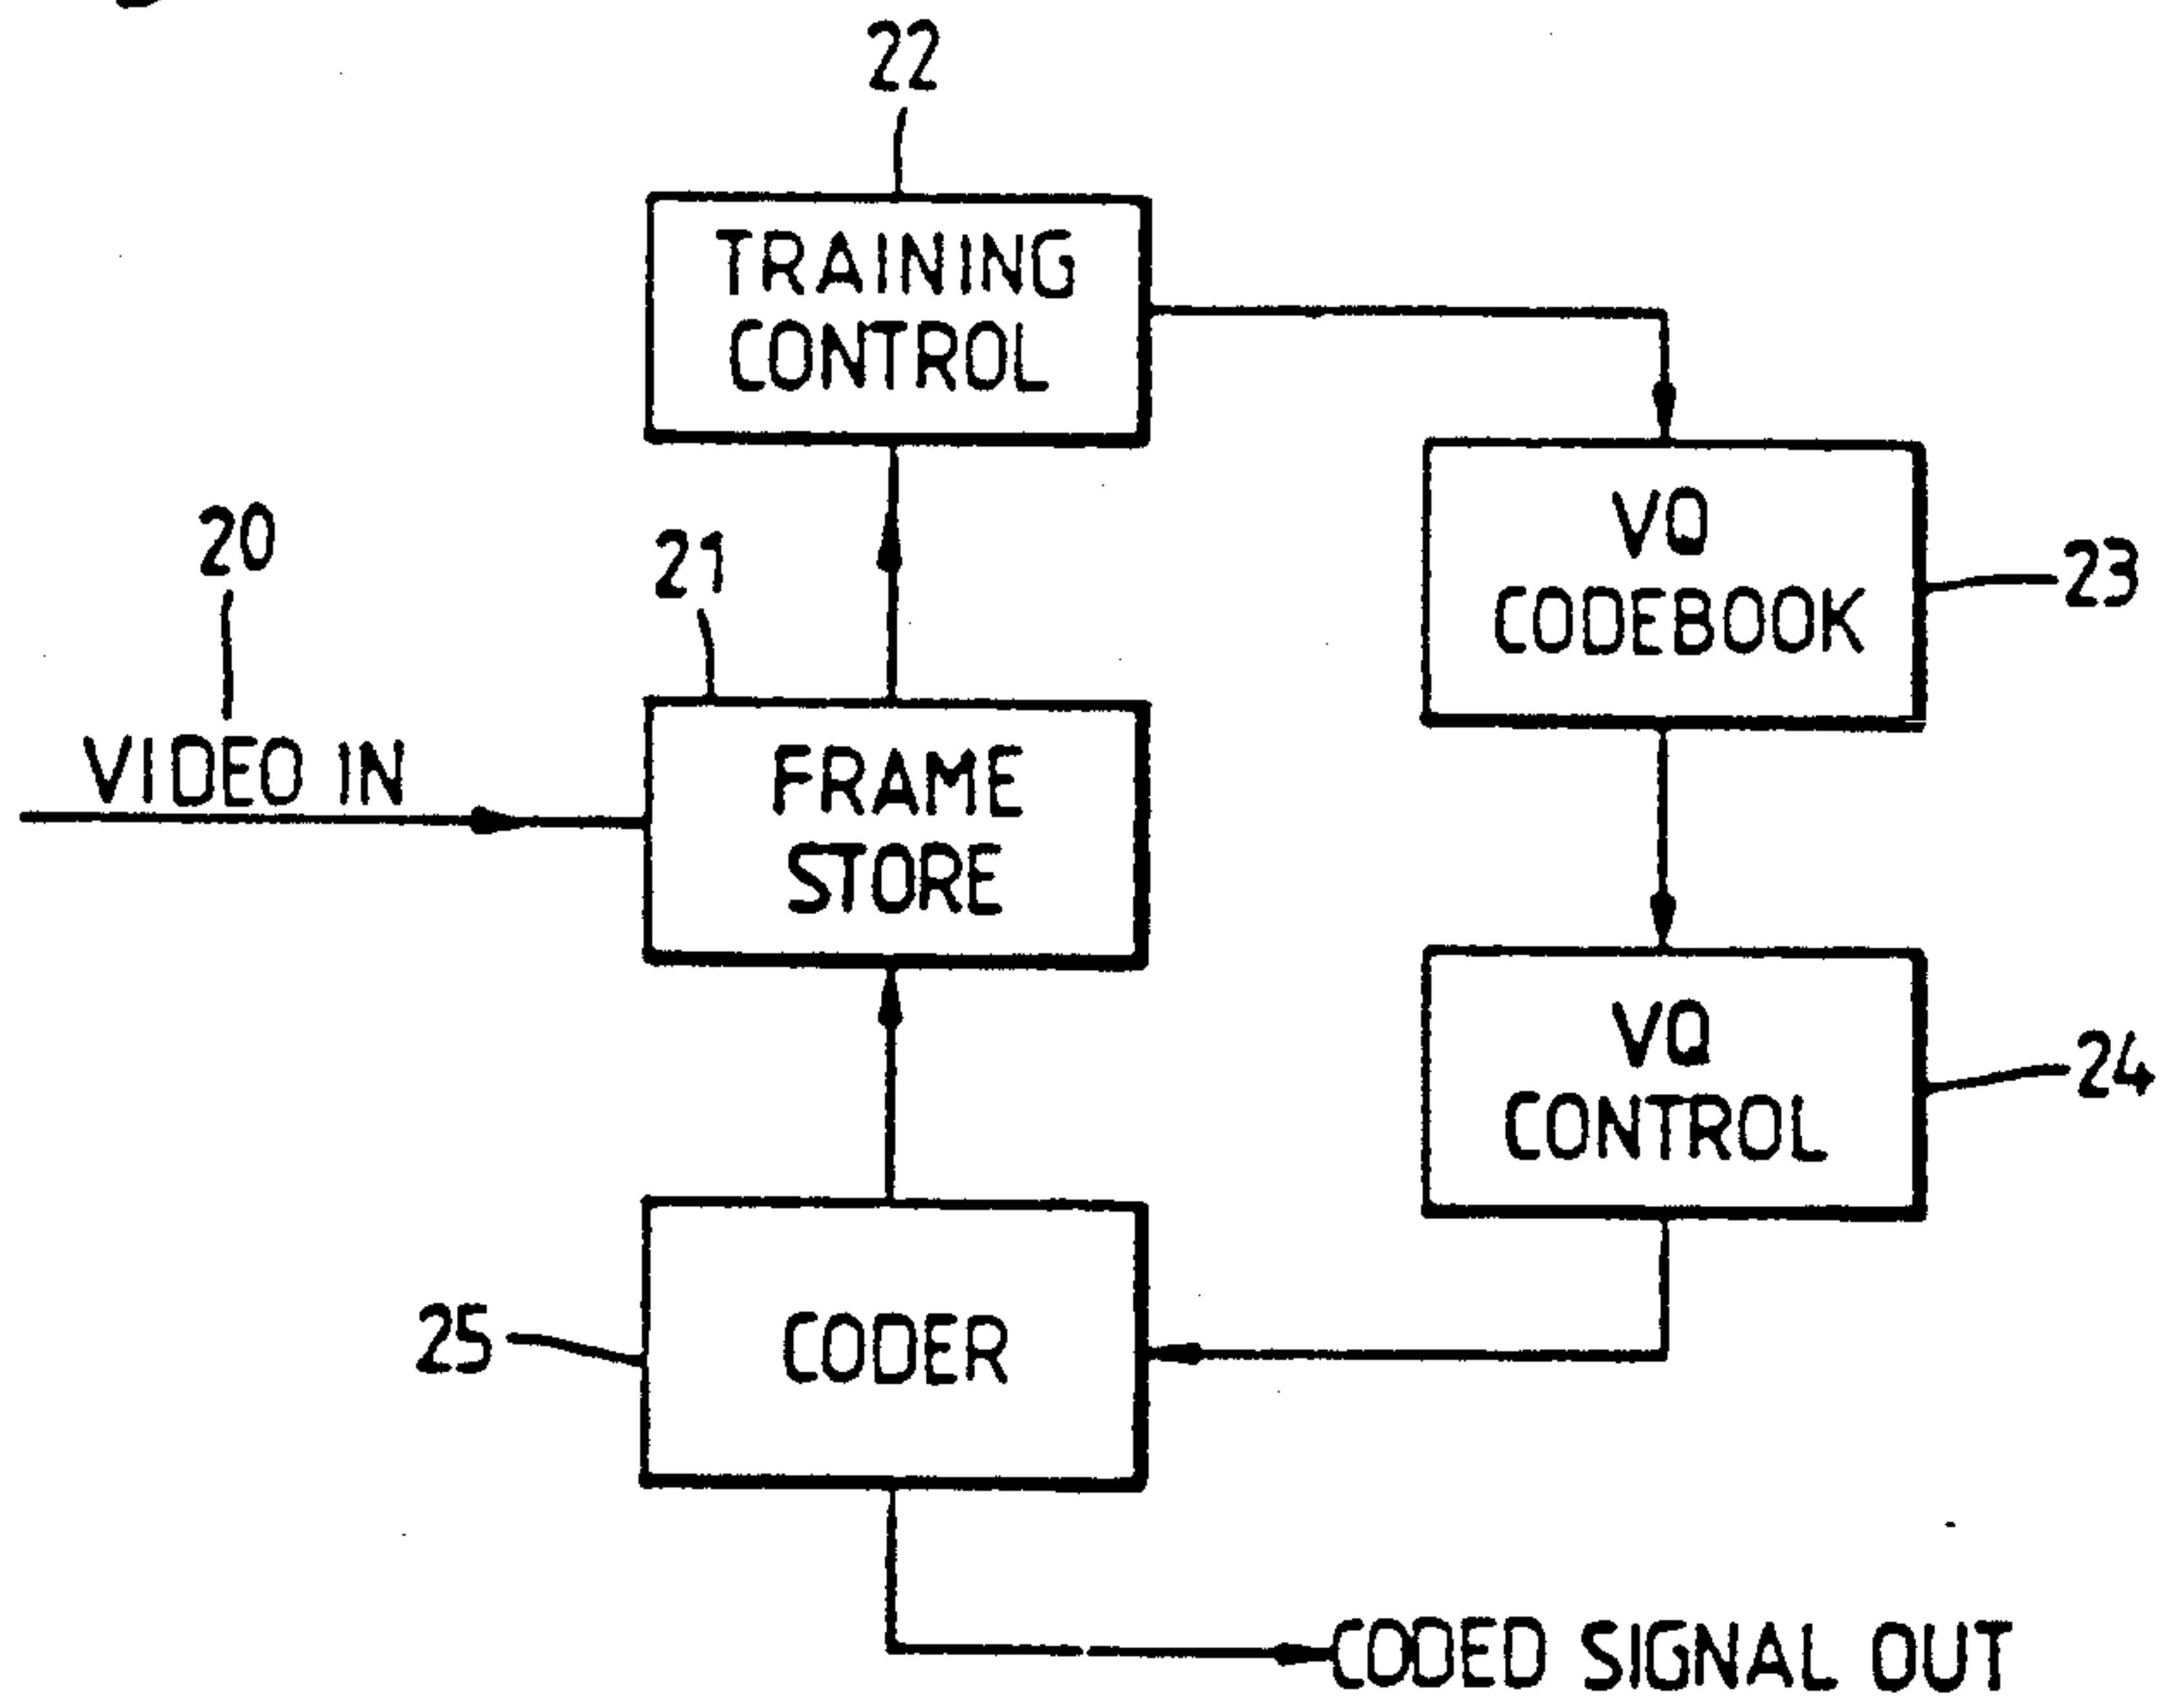 22
TRAINING
CONTROL
20
21
VQ
CODEBOOK
23
VIDEO IN
FRAME
STORE
VQ
CONTROL
24
25
CODER
CODED SIGNAL OUT